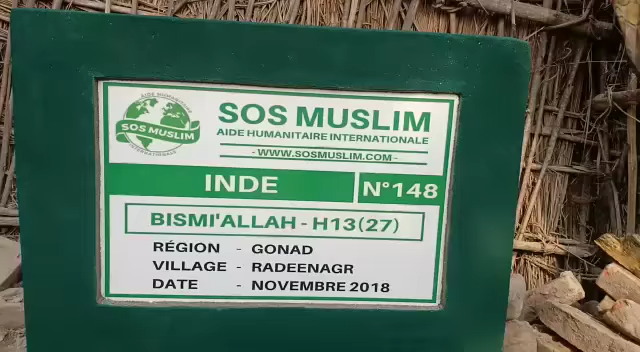 AIDE HUMANITAIRE
SOS MUSLIM
INTERNATIONALE
SOS MUSLIM
AIDE HUMANITAIRE INTERNATIONALE
- WWW.SOSMUSLIM.COM -
INDE
N°148
BISMI'ALLAH - H13(27)
RÉGION - GONAD
VILLAGE - RADEENAGR
DATE - NOVEMBRE 2018